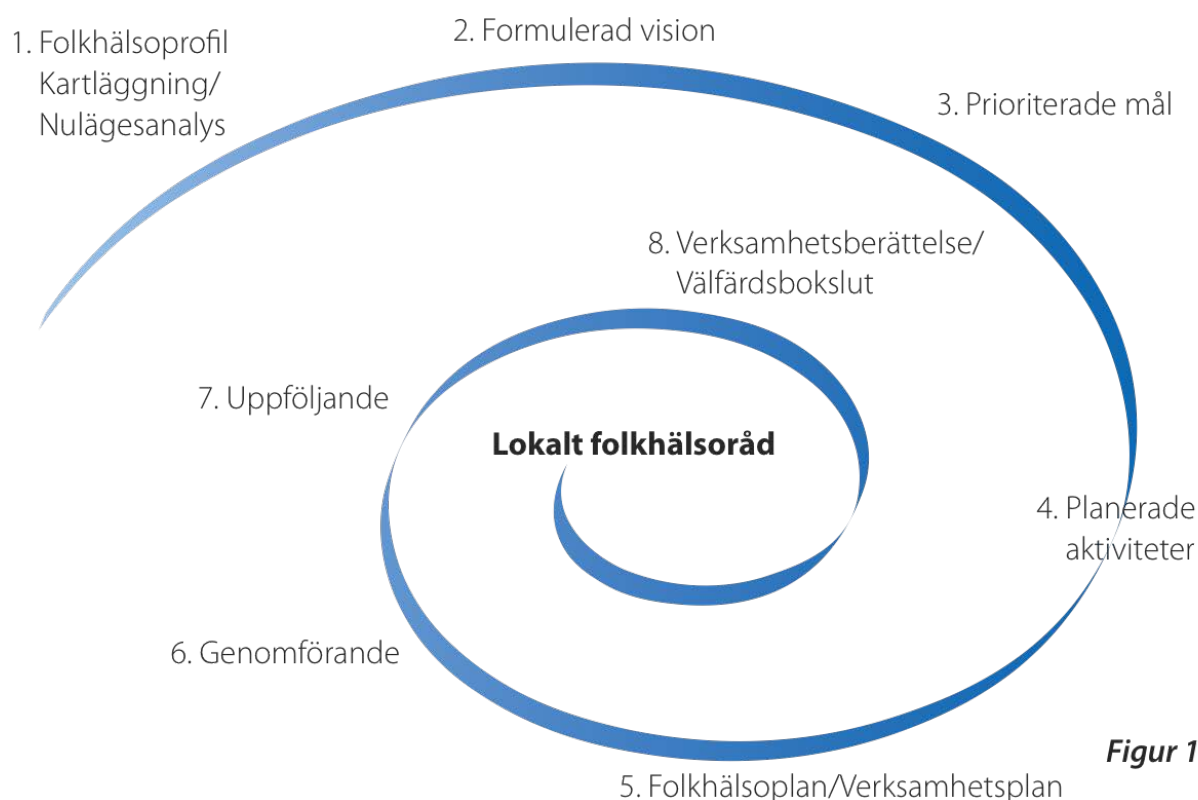 1. Folkhälsoprofil
Kartläggning/
Nulägesanalys
2. Formulerad vision
3. Prioriterade mål
4. Planerade
aktiviteter
5. Folkhälsoplan/Verksamhetsplan
6. Genomförande
7. Uppföljande
8. Verksamhetsberättelse/
Välfärdsbokslut
Lokalt folkhälsoråd
Figur 1